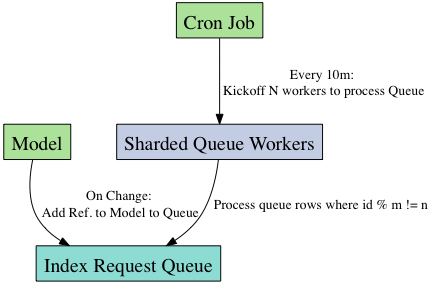 Cron Job
Every 10m:
Kickoff N workers to process Queue
Model
Sharded Queue Workers
On Change:
Add Ref. to Model to Queue
Process queue rows where id % m != n
Index Request Queue